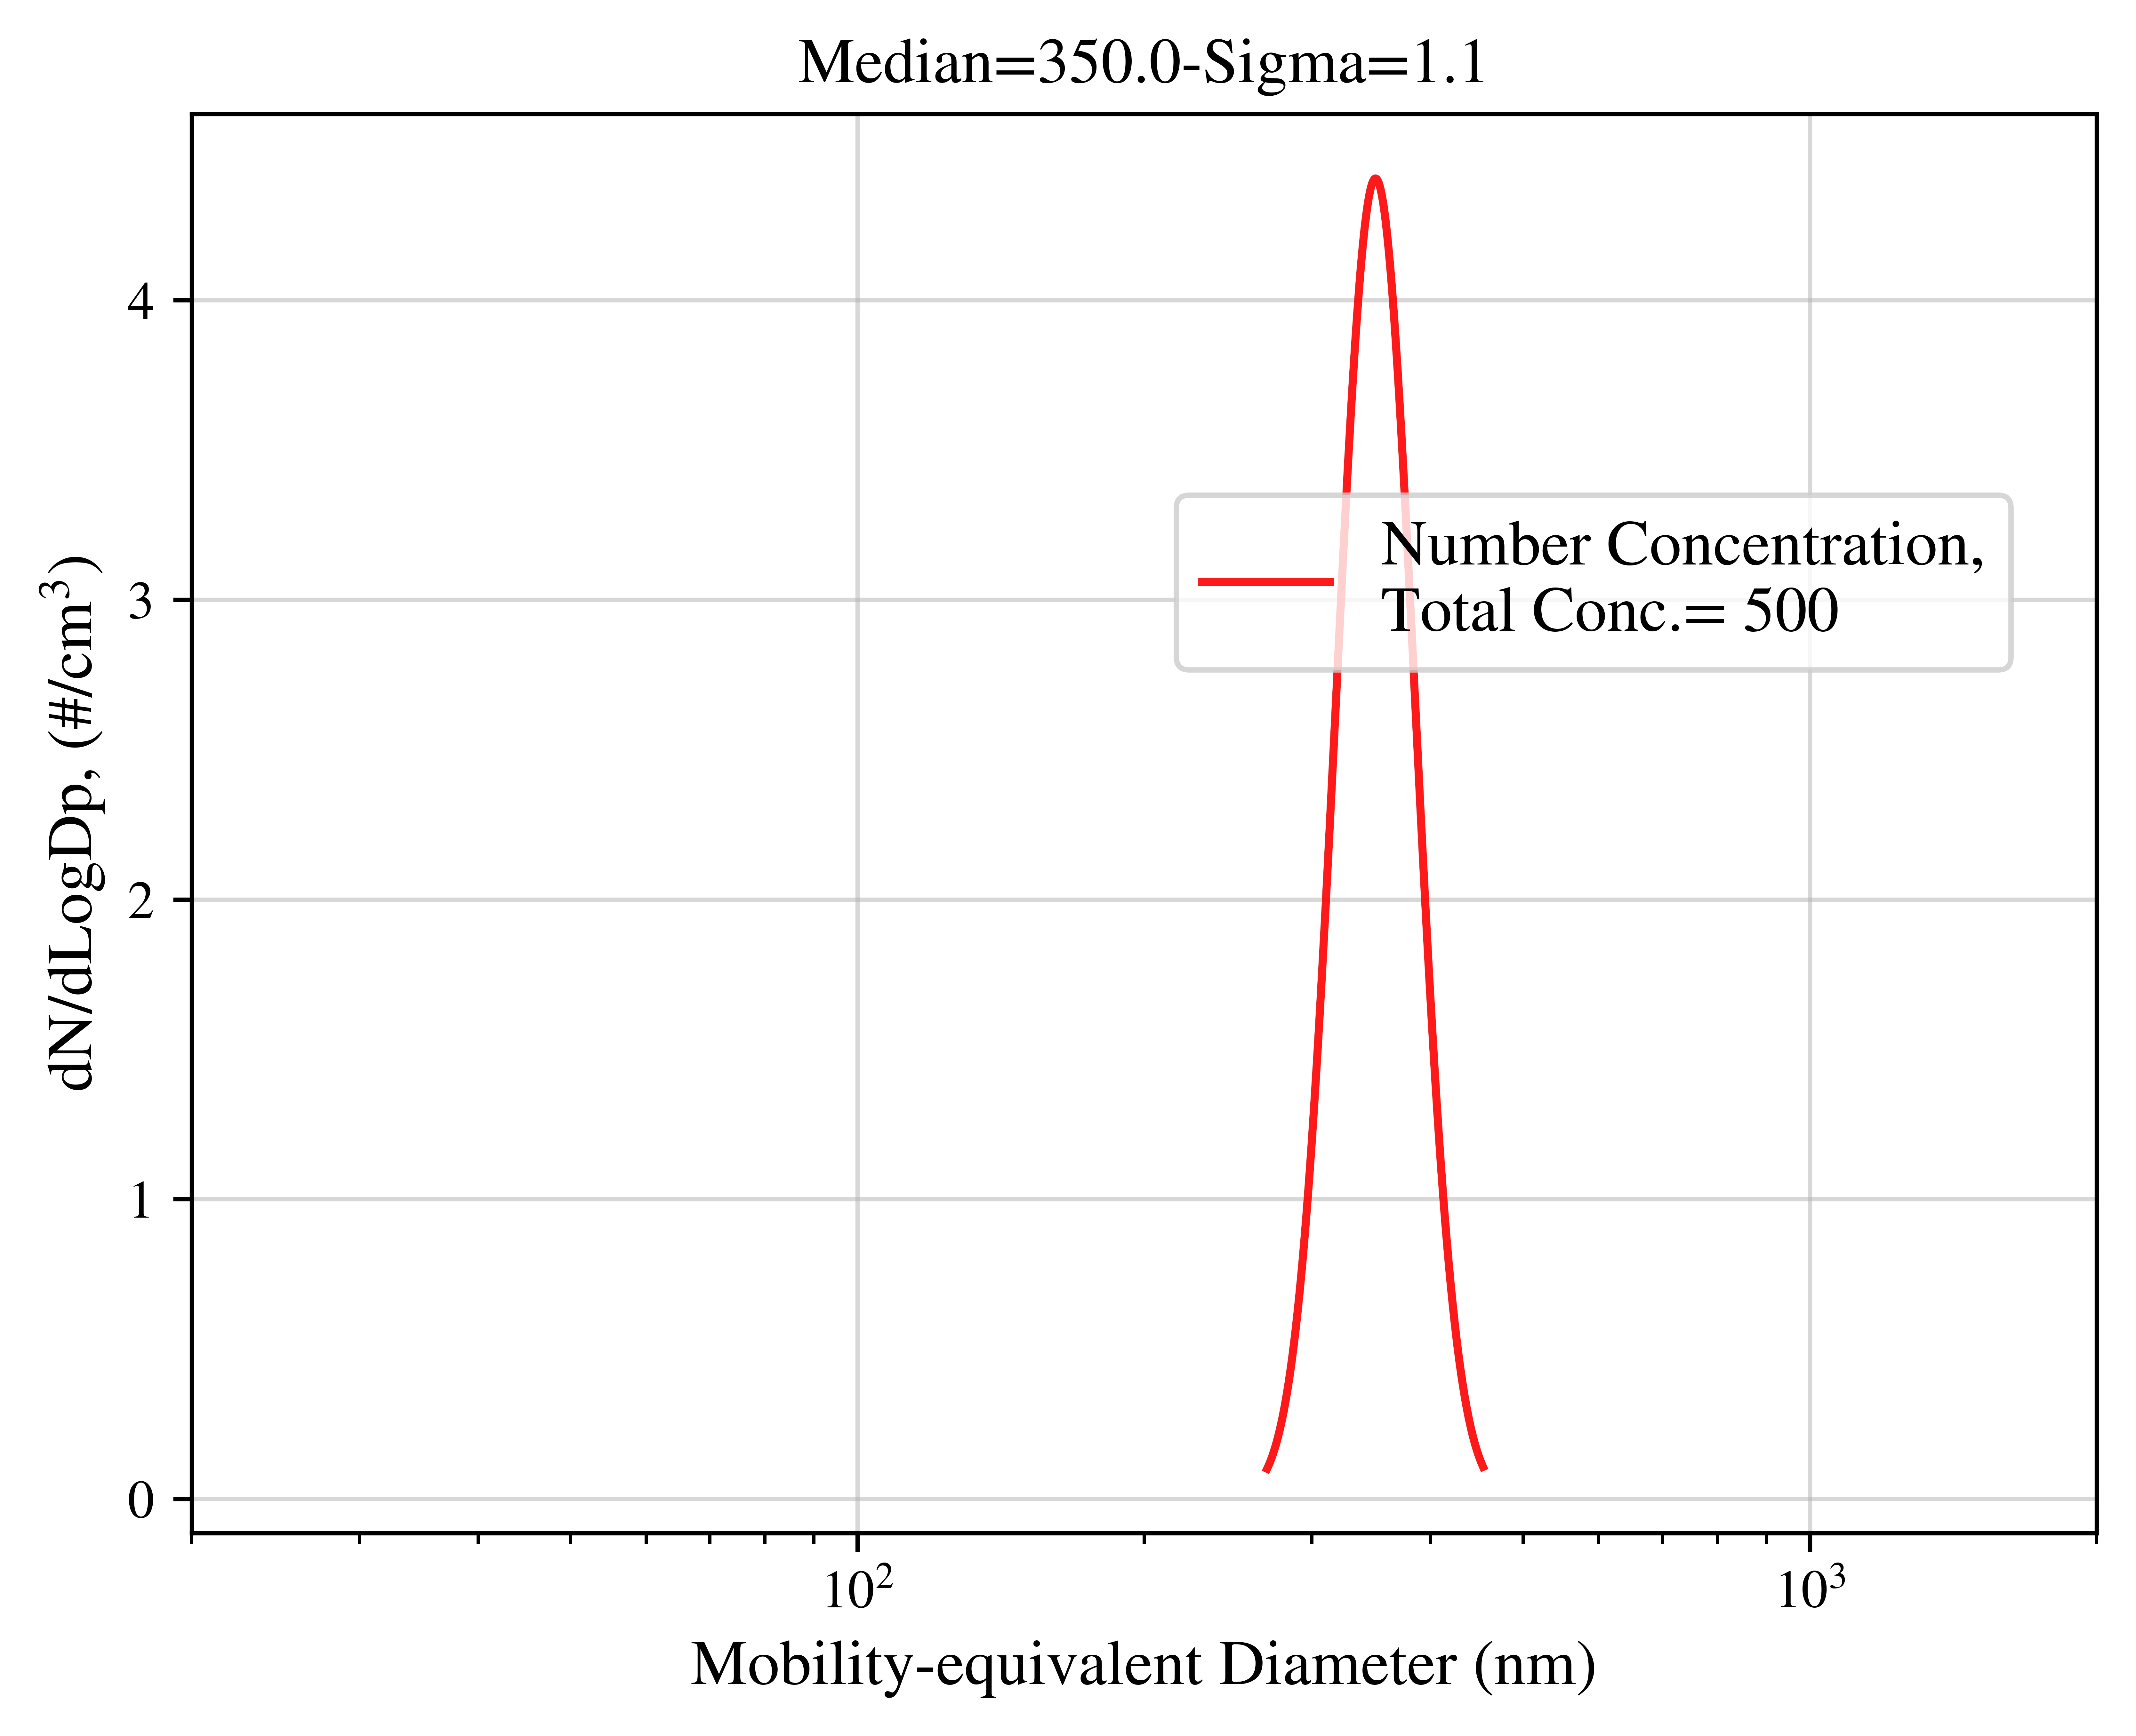 Median=350.0-Sigma=1.1
dN/dLogDp, (#/cm³)
4
3
2
1
0
Number Concentration,
Total Conc.= 500
10²
10³
Mobility-equivalent Diameter (nm)